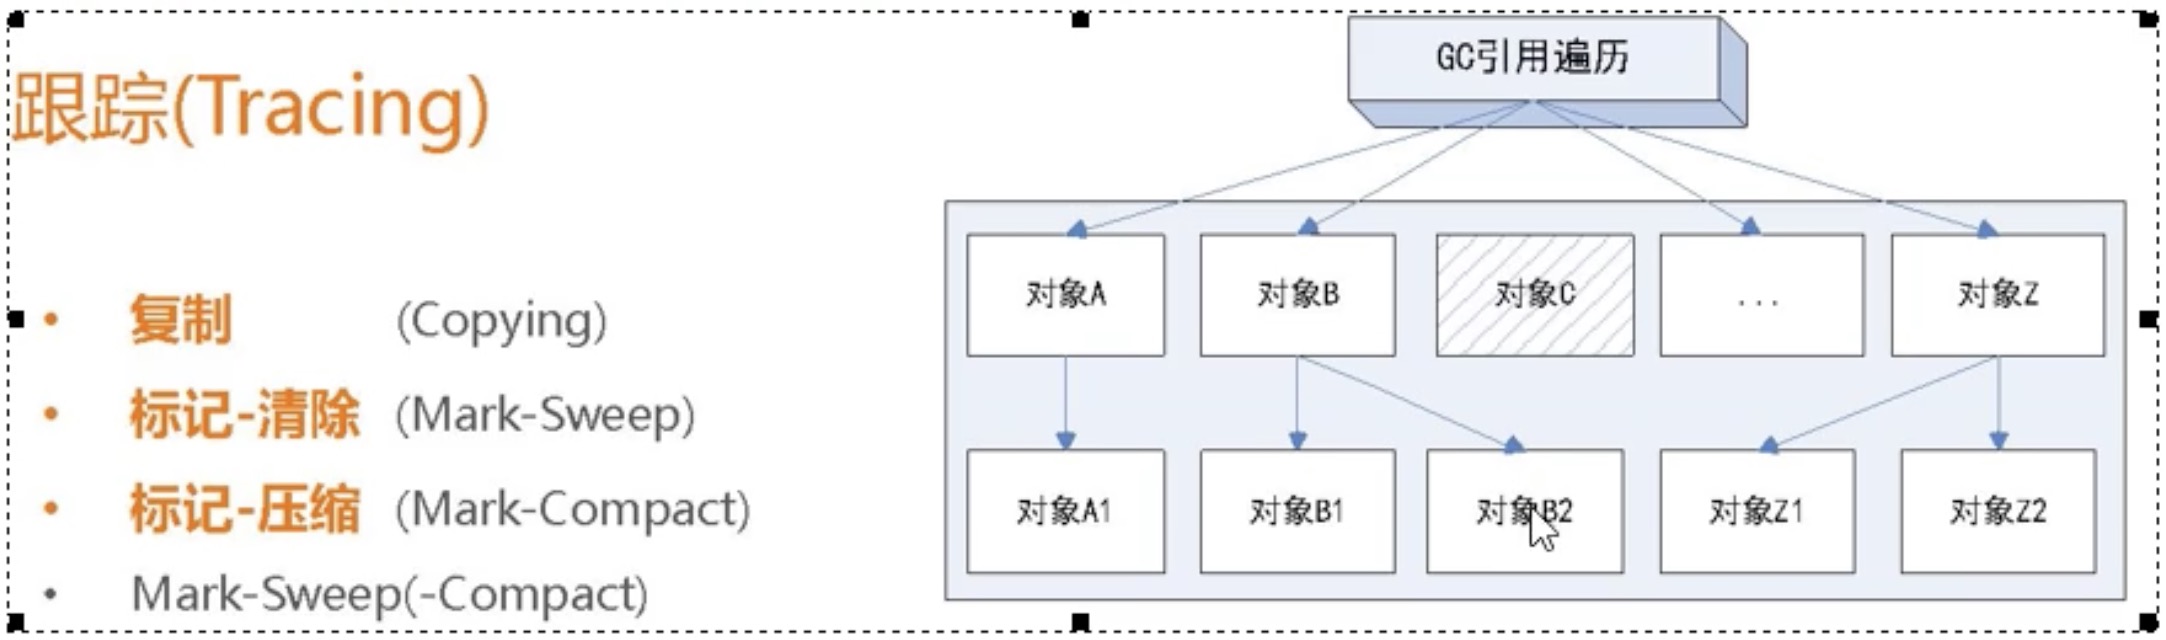 跟踪(Tracing)
• 复制 (Copying)
• 标记-清除 (Mark-Sweep)
• 标记-压缩 (Mark-Compact)
• Mark-Sweep(-Compact)
GC引用遍历
对象A 对象B 对象C ... 对象Z
对象A1 对象B1 对象B2 对象Z1 对象Z2